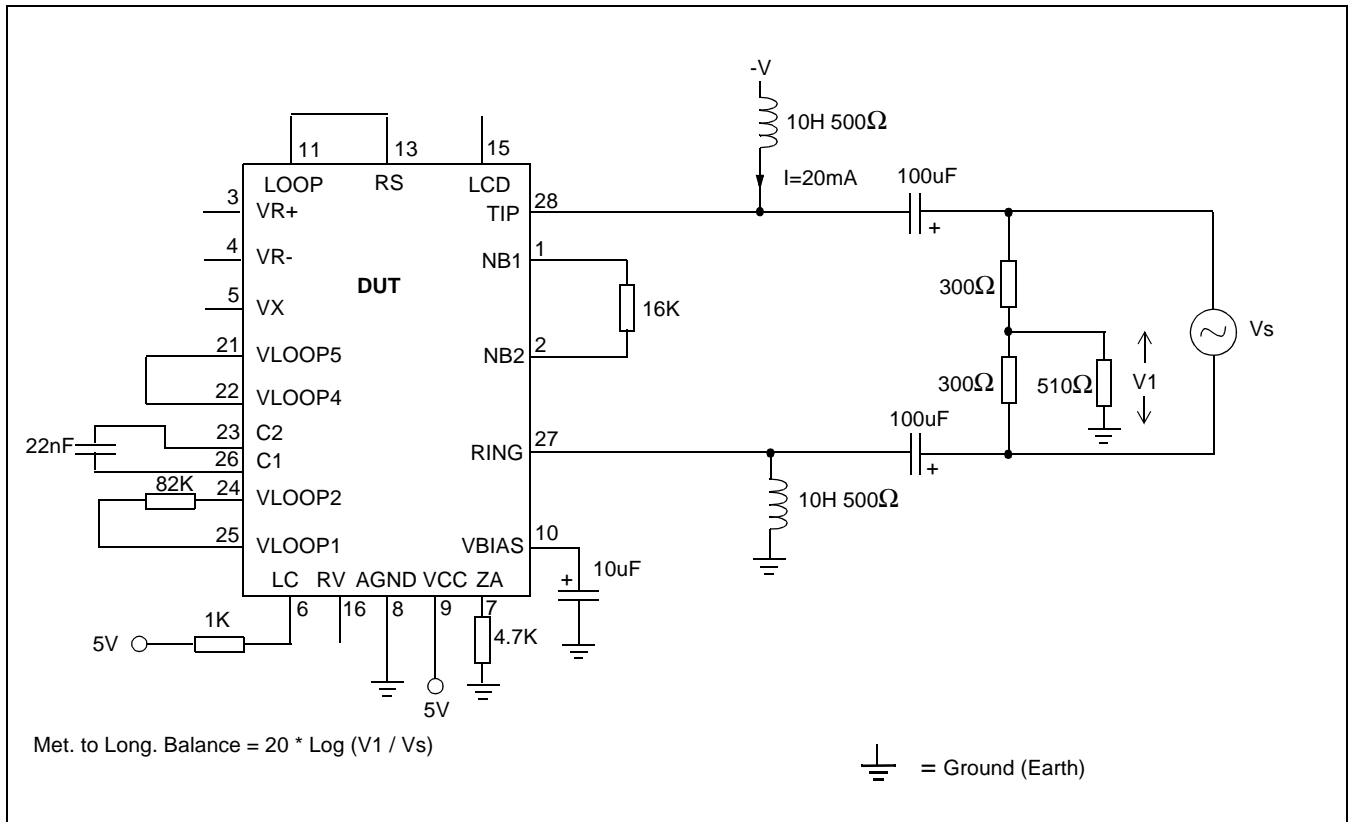 -V
10H 500Ω
11 13 15
I=20mA
100uF
LOOP RS LCD
3 VR+
TIP 28
+
4 VR-
NB1 1
DUT
300Ω
5 VX
16K
Vs
21 VLOOP5
NB2 2
300Ω 510Ω V1
22 VLOOP4
100uF
23 C2
22nF
26 C1
RING 27
+
82K 24 VLOOP2
10H 500Ω
25 VLOOP1
VBIAS 10
10uF
+
LC RV AGND VCC ZA
6 16 8 9 7
1K
4.7K
5V
5V
Met. to Long. Balance = 20 * Log (V1 / Vs)
= Ground (Earth)